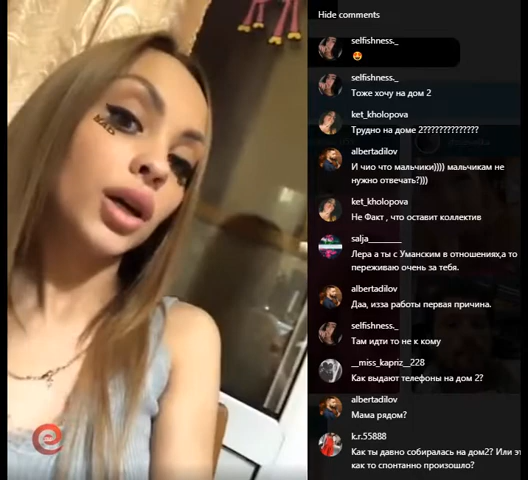 MAD
Hide comments
selfishness._
🤩
selfishness._
Тоже хочу на дом 2
ket_kholopova
Трудно на доме 2??????????????
albertadilov
И чио что мальчики)))) мальчикам не
нужно отвечать?)))
ket_kholopova
Не Факт , что оставит коллектив
salja________
Лера а ты с Уманским в отношениях,а то
переживаю очень за тебя.
albertadilov
Даа, изза работы первая причина.
selfishness._
Там идти то не к кому
__miss_kapriz__228
Как выдают телефоны на дом 2?
albertadilov
Мама рядом?
k.r.55888
Как ты давно собиралась на дом2? Или
как то спонтанно произошло?